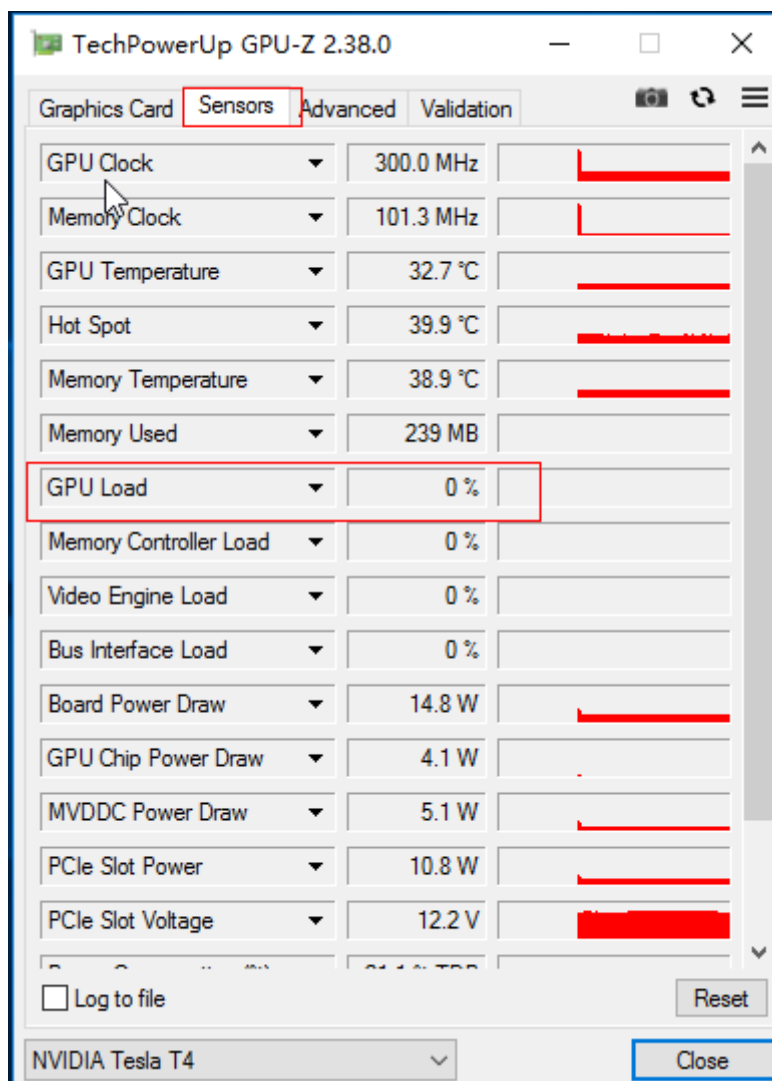 TechPowerUp GPU-Z 2.38.0
Graphics Card Sensors Advanced Validation
GPU Clock 300.0 MHz
Memory Clock 101.3 MHz
GPU Temperature 32.7 °C
Hot Spot 39.9 °C
Memory Temperature 38.9 °C
Memory Used 239 MB
GPU Load 0 %
Memory Controller Load 0 %
Video Engine Load 0 %
Bus Interface Load 0 %
Board Power Draw 14.8 W
GPU Chip Power Draw 4.1 W
MVDDC Power Draw 5.1 W
PCIe Slot Power 10.8 W
PCIe Slot Voltage 12.2 V
Log to file Reset
NVIDIA Tesla T4 Close